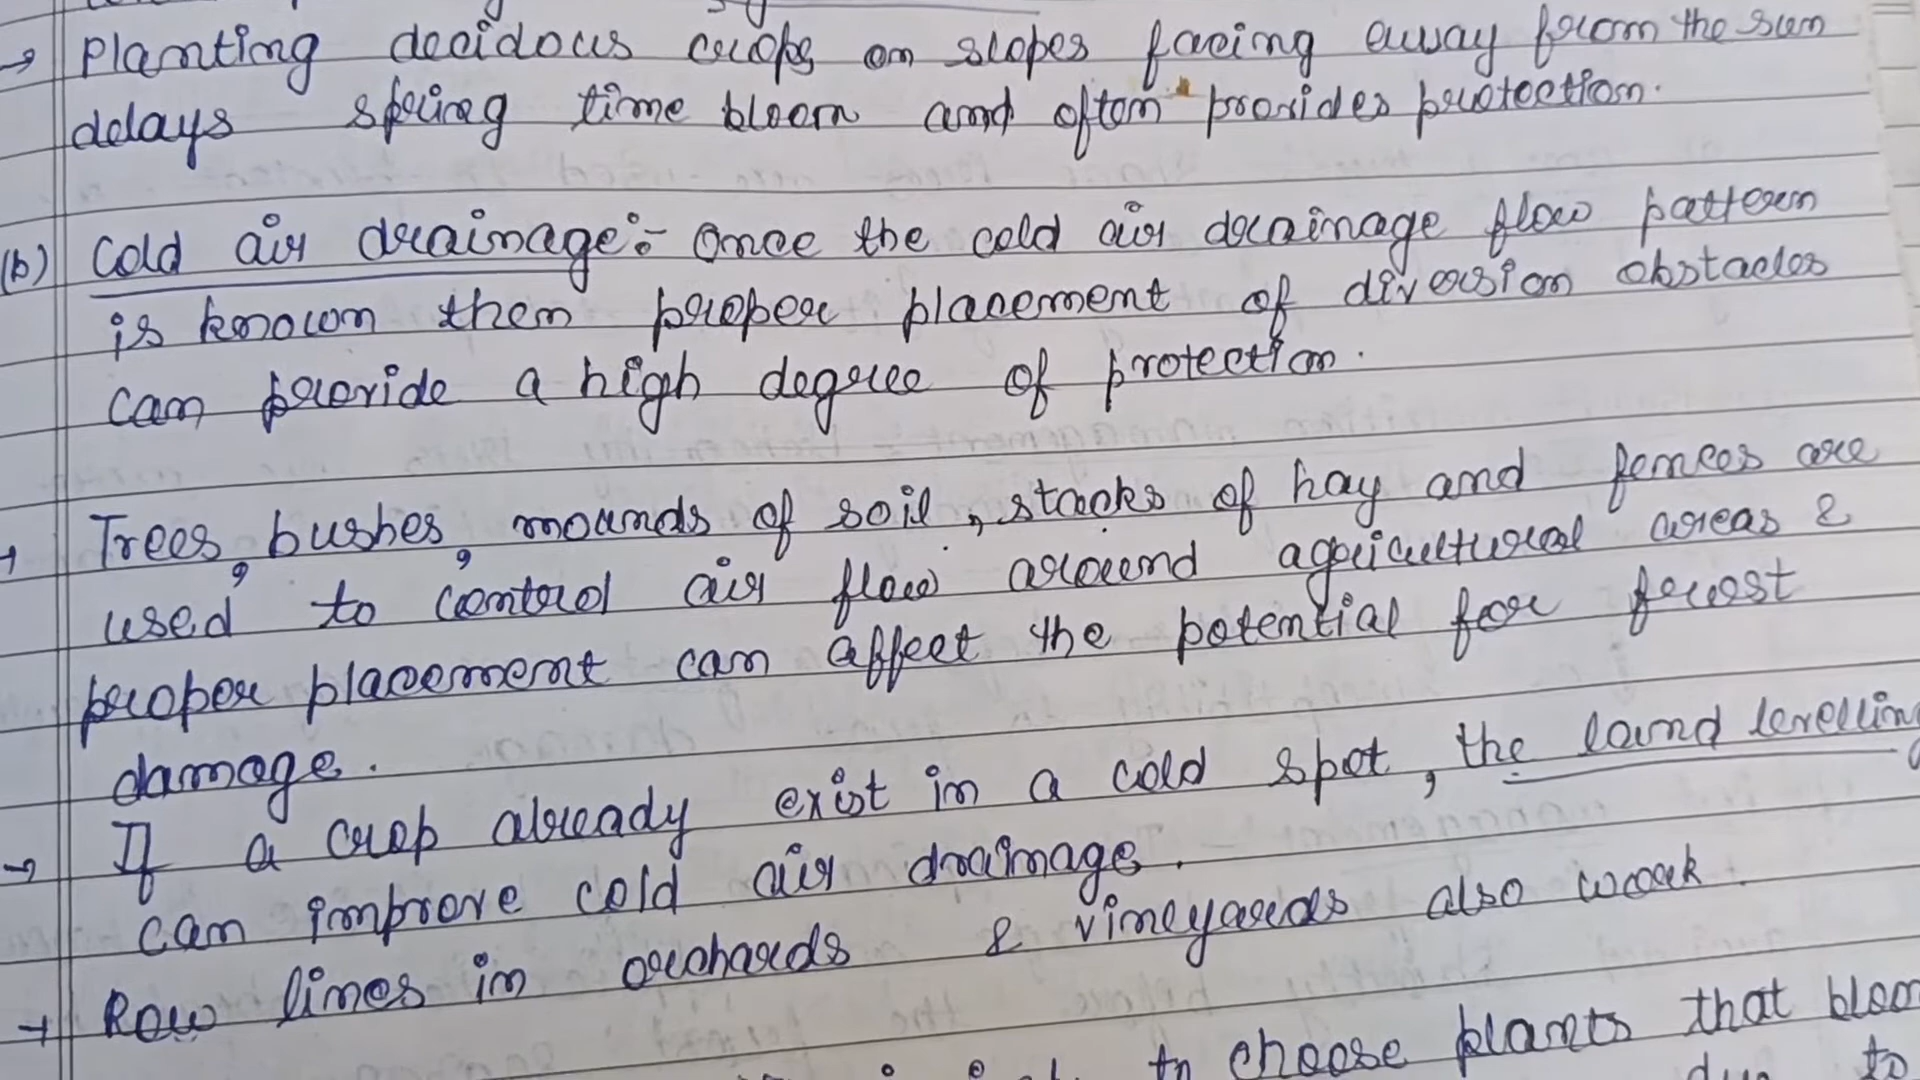 → Planting decidous crops on slopes facing away from the sun
delays spring time bloom and often provides protection.
(b) Cold air drainage:- Once the cold air drainage flow pattern
is known then proper placement of diversion obstacles
can provide a high degree of protection.
→ Trees, bushes, mounds of soil, stacks of hay and fences are
used to control air flow around agricultural areas &
proper placement can affect the potential for frost
damage.
→ If a crop already exist in a cold spot, the land levelling
can improve cold air drainage.
→ Row lines in orchards & vineyards also work
to choose plants that bloom
due to